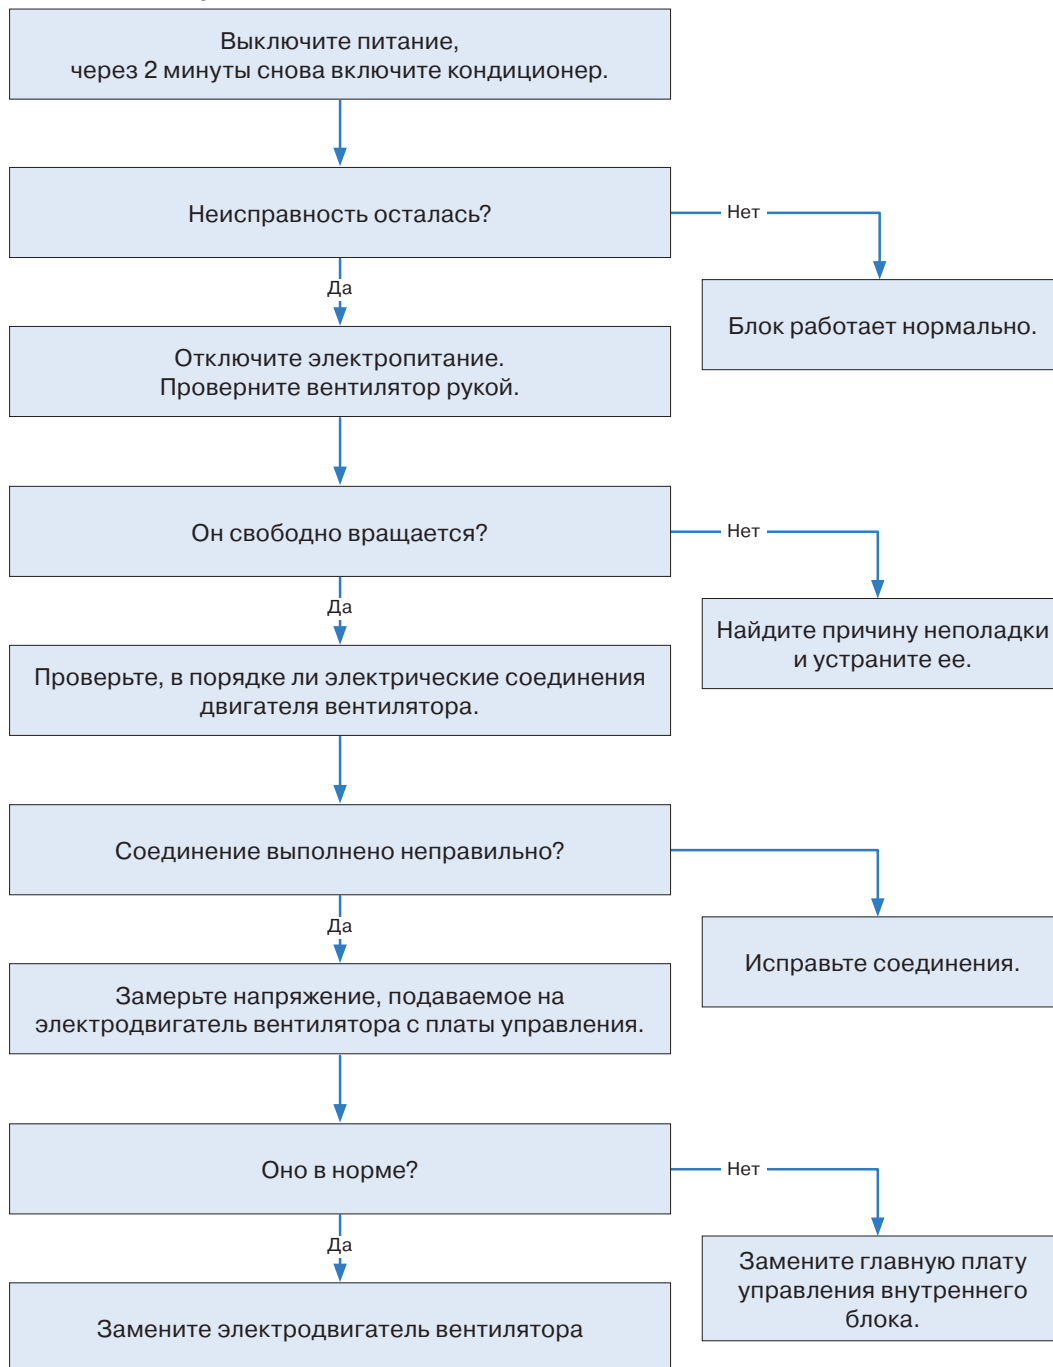 Выключите питание,
через 2 минуты снова включите кондиционер.
Неисправность осталась?
Нет
Да
Блок работает нормально.
Отключите электропитание.
Проверните вентилятор рукой.
Он свободно вращается?
Нет
Да
Найдите причину неполадки
и устраните ее.
Проверьте, в порядке ли электрические соединения
двигателя вентилятора.
Соединение выполнено неправильно?
Да
Исправьте соединения.
Замерьте напряжение, подаваемое на
электродвигатель вентилятора с платы управления.
Оно в норме?
Нет
Да
Замените главную плату
управления внутреннего
блока.
Замените электродвигатель вентилятора